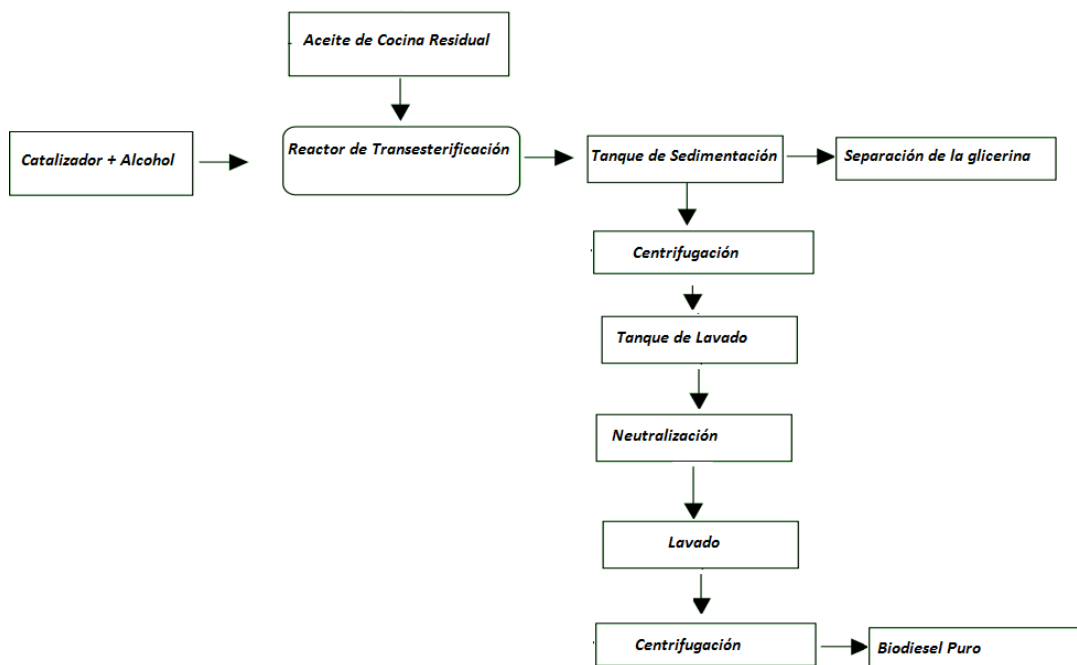 Aceite de Cocina Residual
Catalizador + Alcohol
Reactor de Transesterificación
Tanque de Sedimentación
Separación de la glicerina
Centrifugación
Tanque de Lavado
Neutralización
Lavado
Centrifugación
Biodiesel Puro